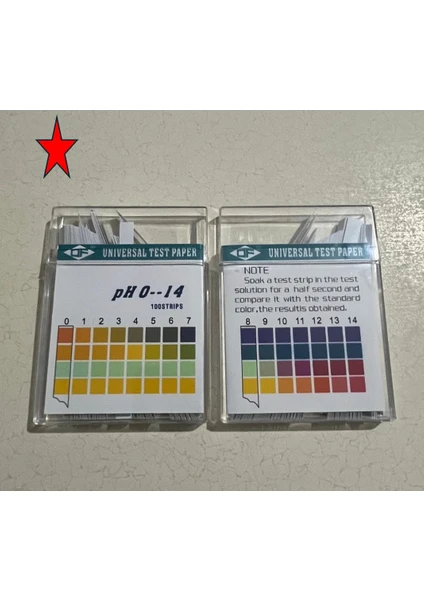 UNIVERSAL TEST PAPER
pH 0--14
100STRIPS
0 1 2 3 4 5 6 7
UNIVERSAL TEST PAPER
NOTE
Soak a test strip in the test
solution for a half second and
compare it with the standard
color,the resultis obtained.
8 9 10 11 12 13 14